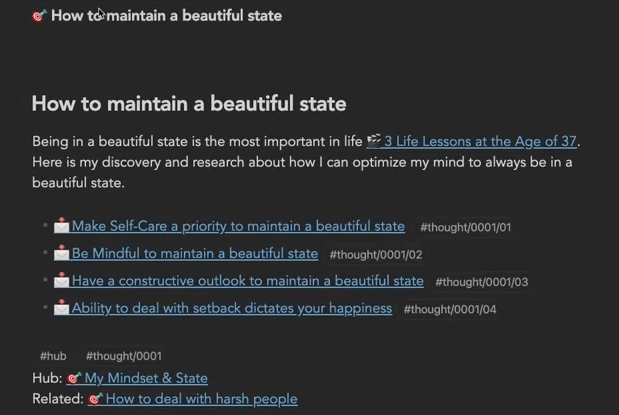 🎯 How to maintain a beautiful state
How to maintain a beautiful state
Being in a beautiful state is the most important in life 🎬 3 Life Lessons at the Age of 37.
Here is my discovery and research about how I can optimize my mind to always be in a
beautiful state.
• 📩 Make Self-Care a priority to maintain a beautiful state #thought/0001/01
• 📩 Be Mindful to maintain a beautiful state #thought/0001/02
• 📩 Have a constructive outlook to maintain a beautiful state #thought/0001/03
• 📩 Ability to deal with setback dictates your happiness #thought/0001/04
#hub #thought/0001
Hub: 🎯 My Mindset & State
Related: 🎯 How to deal with harsh people